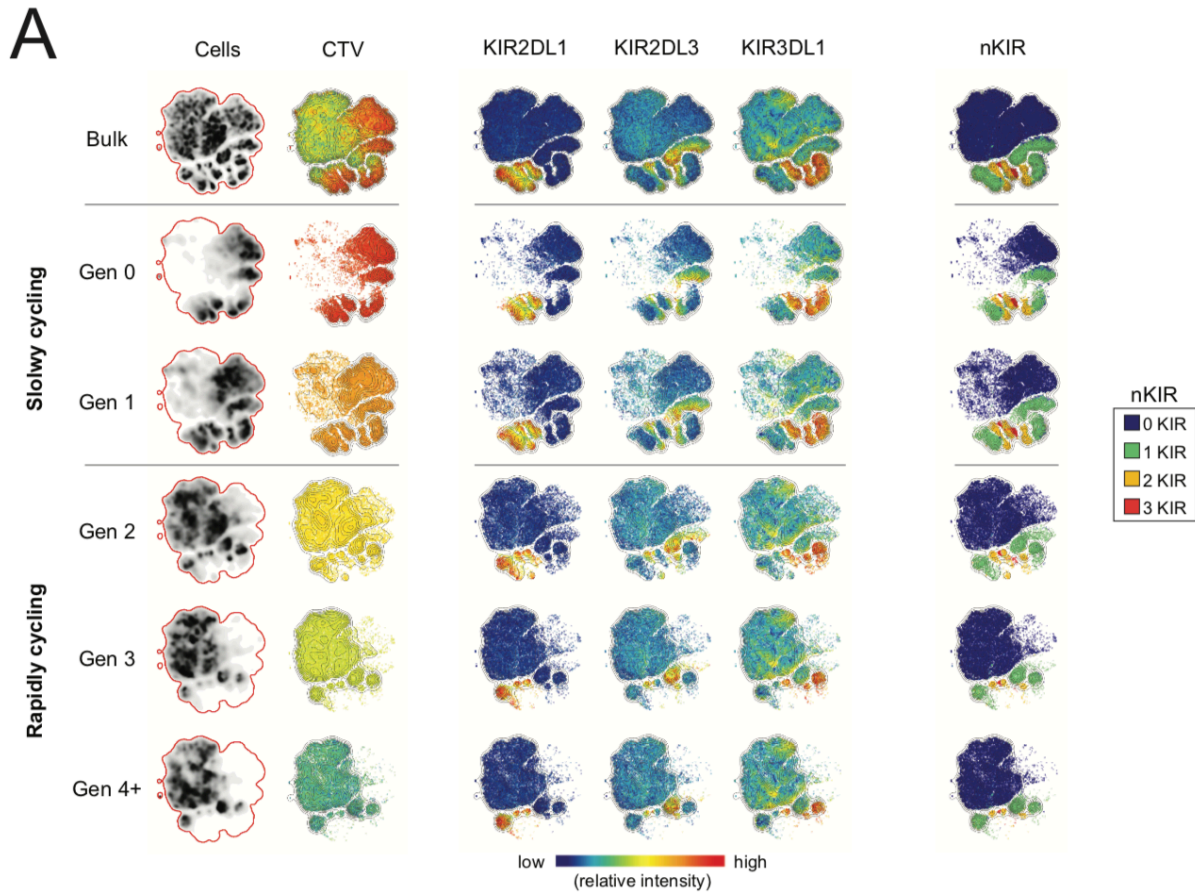 A
Cells CTV KIR2DL1 KIR2DL3 KIR3DL1 nKIR
Bulk
Slolwy cycling
Gen 0
Gen 1
Rapidly cycling
Gen 2
Gen 3
Gen 4+
nKIR
0 KIR
1 KIR
2 KIR
3 KIR
low high
(relative intensity)